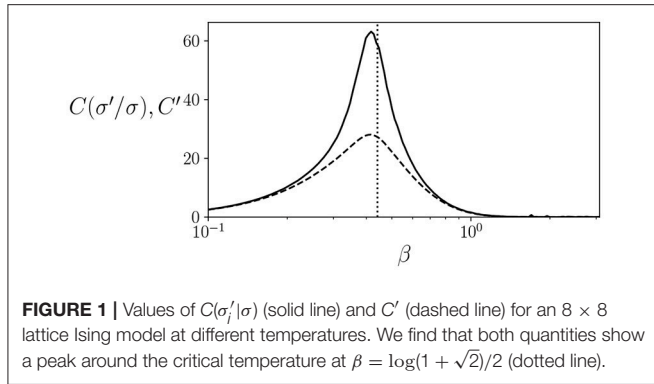 60
40
C(σ′/σ), C′
20
0
10⁻¹
10⁰
β
FIGURE 1 | Values of C(σᵢ′|σ) (solid line) and C′ (dashed line) for an 8 × 8
lattice Ising model at different temperatures. We find that both quantities show
a peak around the critical temperature at β = log(1 + √2)/2 (dotted line).